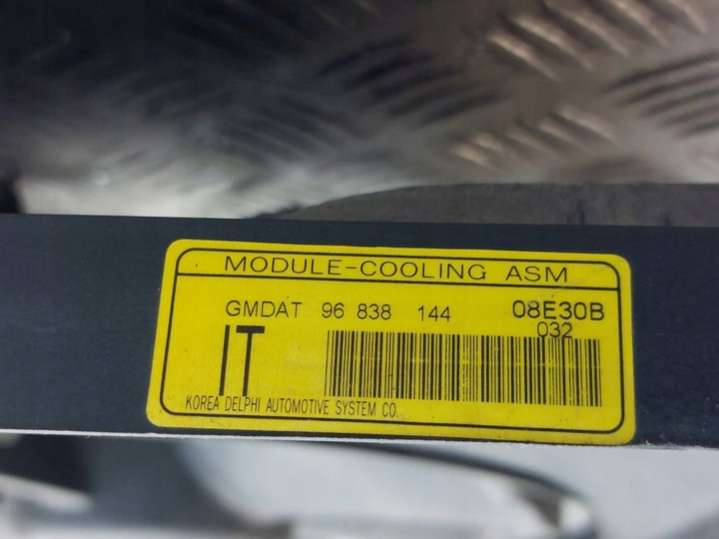 MODULE-COOLING ASM
GMDAT 96 838 144 08E30B
032
IT
KOREA DELPHI AUTOMOTIVE SYSTEM CO.